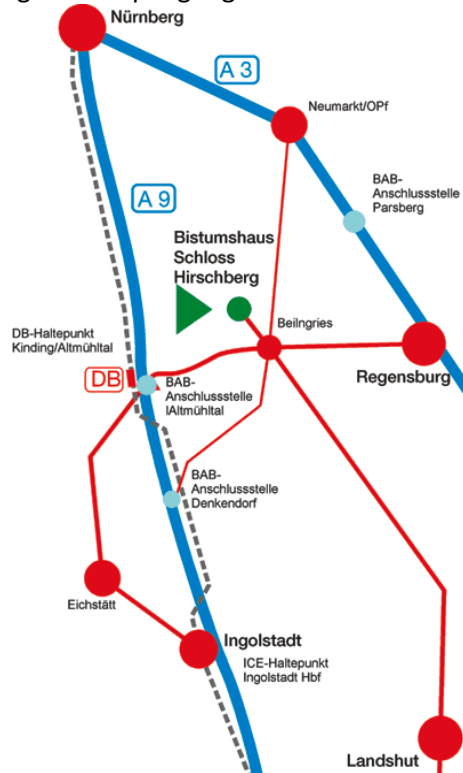 Nürnberg
A 3
Neumarkt/OPf
BAB-
Anschlussstelle
Parsberg
A 9
Bistumshaus
Schloss
Hirschberg
Beilngries
DB-Haltepunkt
Kinding/Altmühltal
DB
BAB-
Anschlussstelle
lAltmühltal
Regensburg
BAB-
Anschlussstelle
Denkendorf
Eichstätt
Ingolstadt
ICE-Haltepunkt
Ingolstadt Hbf
Landshut